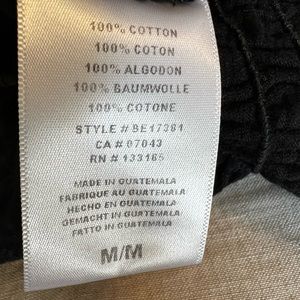 100% COTTON
100% COTON
100% ALGODON
100% BAUMWOLLE
100% COTONE
STYLE # BE17361
CA # 07043
RN # 133165
MADE IN GUATEMALA
FABRIQUE AU GUATEMALA
HECHO EN GUATEMALA
GEMACHT IN GUATEMALA
FATTO IN GUATEMALA
M/M